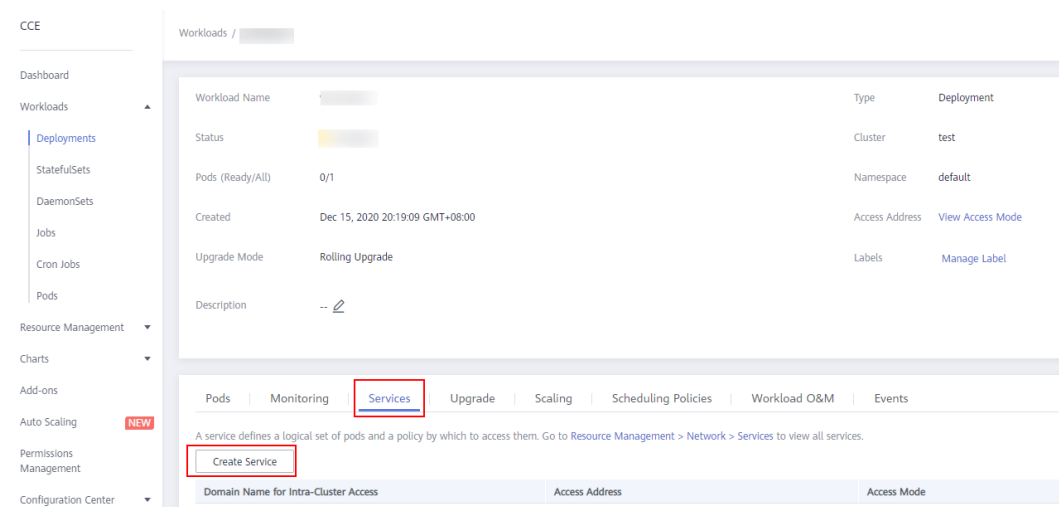 CCE
Dashboard
Workloads
Deployments
StatefulSets
DaemonSets
Jobs
Cron Jobs
Pods
Resource Management
Charts
Add-ons
Auto Scaling NEW
Permissions
Management
Configuration Center
Workloads /
Workload Name
Type Deployment
Status
Cluster test
Pods (Ready/All) 0/1
Namespace default
Created Dec 15, 2020 20:19:09 GMT+08:00
Access Address View Access Mode
Upgrade Mode Rolling Upgrade
Labels Manage Label
Description --
Pods Monitoring Services Upgrade Scaling Scheduling Policies Workload O&M Events
A service defines a logical set of pods and a policy by which to access them. Go to Resource Management > Network > Services to view all services.
Create Service
Domain Name for Intra-Cluster Access Access Address Access Mode